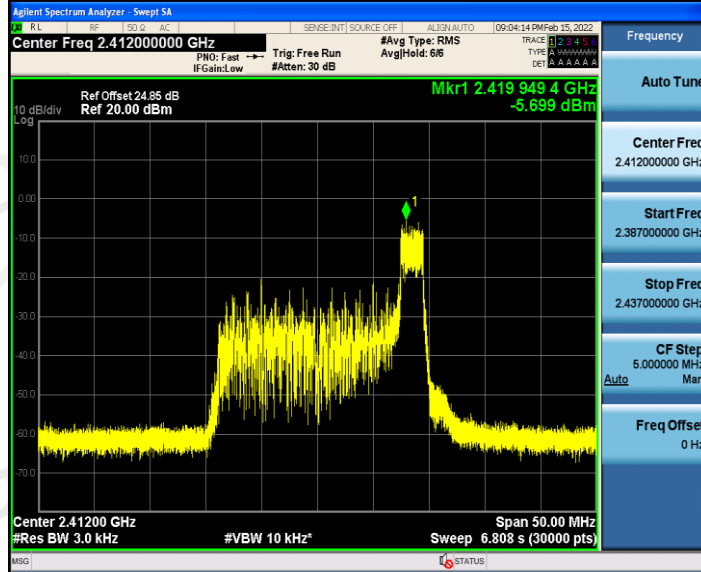 Agilent Spectrum Analyzer - Swept SA
RL RF 50 Ω AC SENSE:INT SOURCE OFF ALIGN AUTO 09:04:14 PM Feb 15, 2022
Center Freq 2.412000000 GHz
PNO: Fast
IFGain:Low
Trig: Free Run
#Atten: 30 dB
#Avg Type: RMS
Avg|Hold: 6/6
TRACE 1 2 3 4 5 6
TYPE A WWWWW
DET A A A A A A
Mkr1 2.419 949 4 GHz
-5.699 dBm
Ref Offset 24.85 dB
10 dB/div Ref 20.00 dBm
Log
10.0
0.00
-10.0
-20.0
-30.0
-40.0
-50.0
-60.0
-70.0
1
Center 2.41200 GHz Span 50.00 MHz
#Res BW 3.0 kHz #VBW 10 kHz* Sweep 6.808 s (30000 pts)
MSG STATUS
Frequency
Auto Tune
Center Freq
2.412000000 GHz
Start Freq
2.387000000 GHz
Stop Freq
2.437000000 GHz
CF Step
5.000000 MHz
Auto Man
Freq Offset
0 Hz